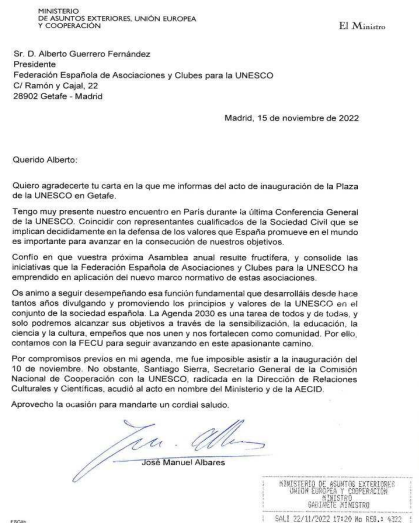 MINISTERIO
DE ASUNTOS EXTERIORES, UNIÓN EUROPEA
Y COOPERACIÓN
El Ministro
Sr. D. Alberto Guerrero Fernández
Presidente
Federación Española de Asociaciones y Clubes para la UNESCO
C/ Ramón y Cajal, 22
28902 Getafe - Madrid
Madrid, 15 de noviembre de 2022
Querido Alberto:
Quiero agradecerte tu carta en la que me informas del acto de inauguración de la Plaza
de la UNESCO en Getafe.
Tengo muy presente nuestro encuentro en París durante la última Conferencia General
de la UNESCO. Coincidir con representantes cualificados de la Sociedad Civil que se
implican decididamente en la defensa de los valores que España promueve en el mundo
es importante para avanzar en la consecución de nuestros objetivos.
Confío en que vuestra próxima Asamblea anual resulte fructífera, y consolide las
iniciativas que la Federación Española de Asociaciones y Clubes para la UNESCO ha
emprendido en aplicación del nuevo marco normativo de estas asociaciones.
Os animo a seguir desempeñando esa función fundamental que desarrolláis desde hace
tantos años divulgando y promoviendo los principios y valores de la UNESCO en el
conjunto de la sociedad española. La Agenda 2030 es una tarea de todos y de todas, y
solo podremos alcanzar sus objetivos a través de la sensibilización, la educación, la
ciencia y la cultura, empeños que nos unen y nos fortalecen como comunidad. Por ello,
contamos con la FECU para seguir avanzando en este apasionante camino.
Por compromisos previos en mi agenda, me fue imposible asistir a la inauguración del
10 de noviembre. No obstante, Santiago Sierra, Secretario General de la Comisión
Nacional de Cooperación con la UNESCO, radicada en la Dirección de Relaciones
Culturales y Científicas, acudió al acto en nombre del Ministerio y de la AECID.
Aprovecho la ocasión para mandarte un cordial saludo.
José Manuel Albares
MINISTERIO DE ASUNTOS EXTERIORES
UNION EUROPEA Y COOPERACION
MINISTRO
GABINETE MINISTRO
SALI 22/11/2022 17:20 No RSB.: 4322